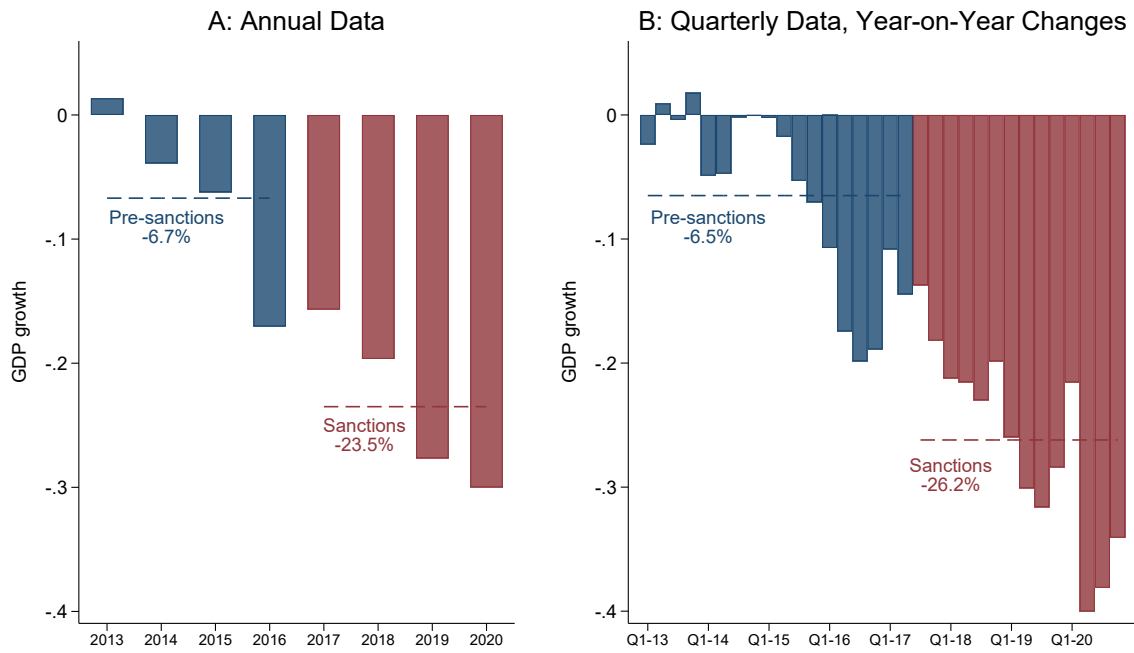 A: Annual Data
GDP growth
0
-.1
-.2
-.3
-.4
Pre-sanctions
-6.7%
Sanctions
-23.5%
2013 2014 2015 2016 2017 2018 2019 2020
B: Quarterly Data, Year-on-Year Changes
GDP growth
0
-.1
-.2
-.3
-.4
Pre-sanctions
-6.5%
Sanctions
-26.2%
Q1-13 Q1-14 Q1-15 Q1-16 Q1-17 Q1-18 Q1-19 Q1-20